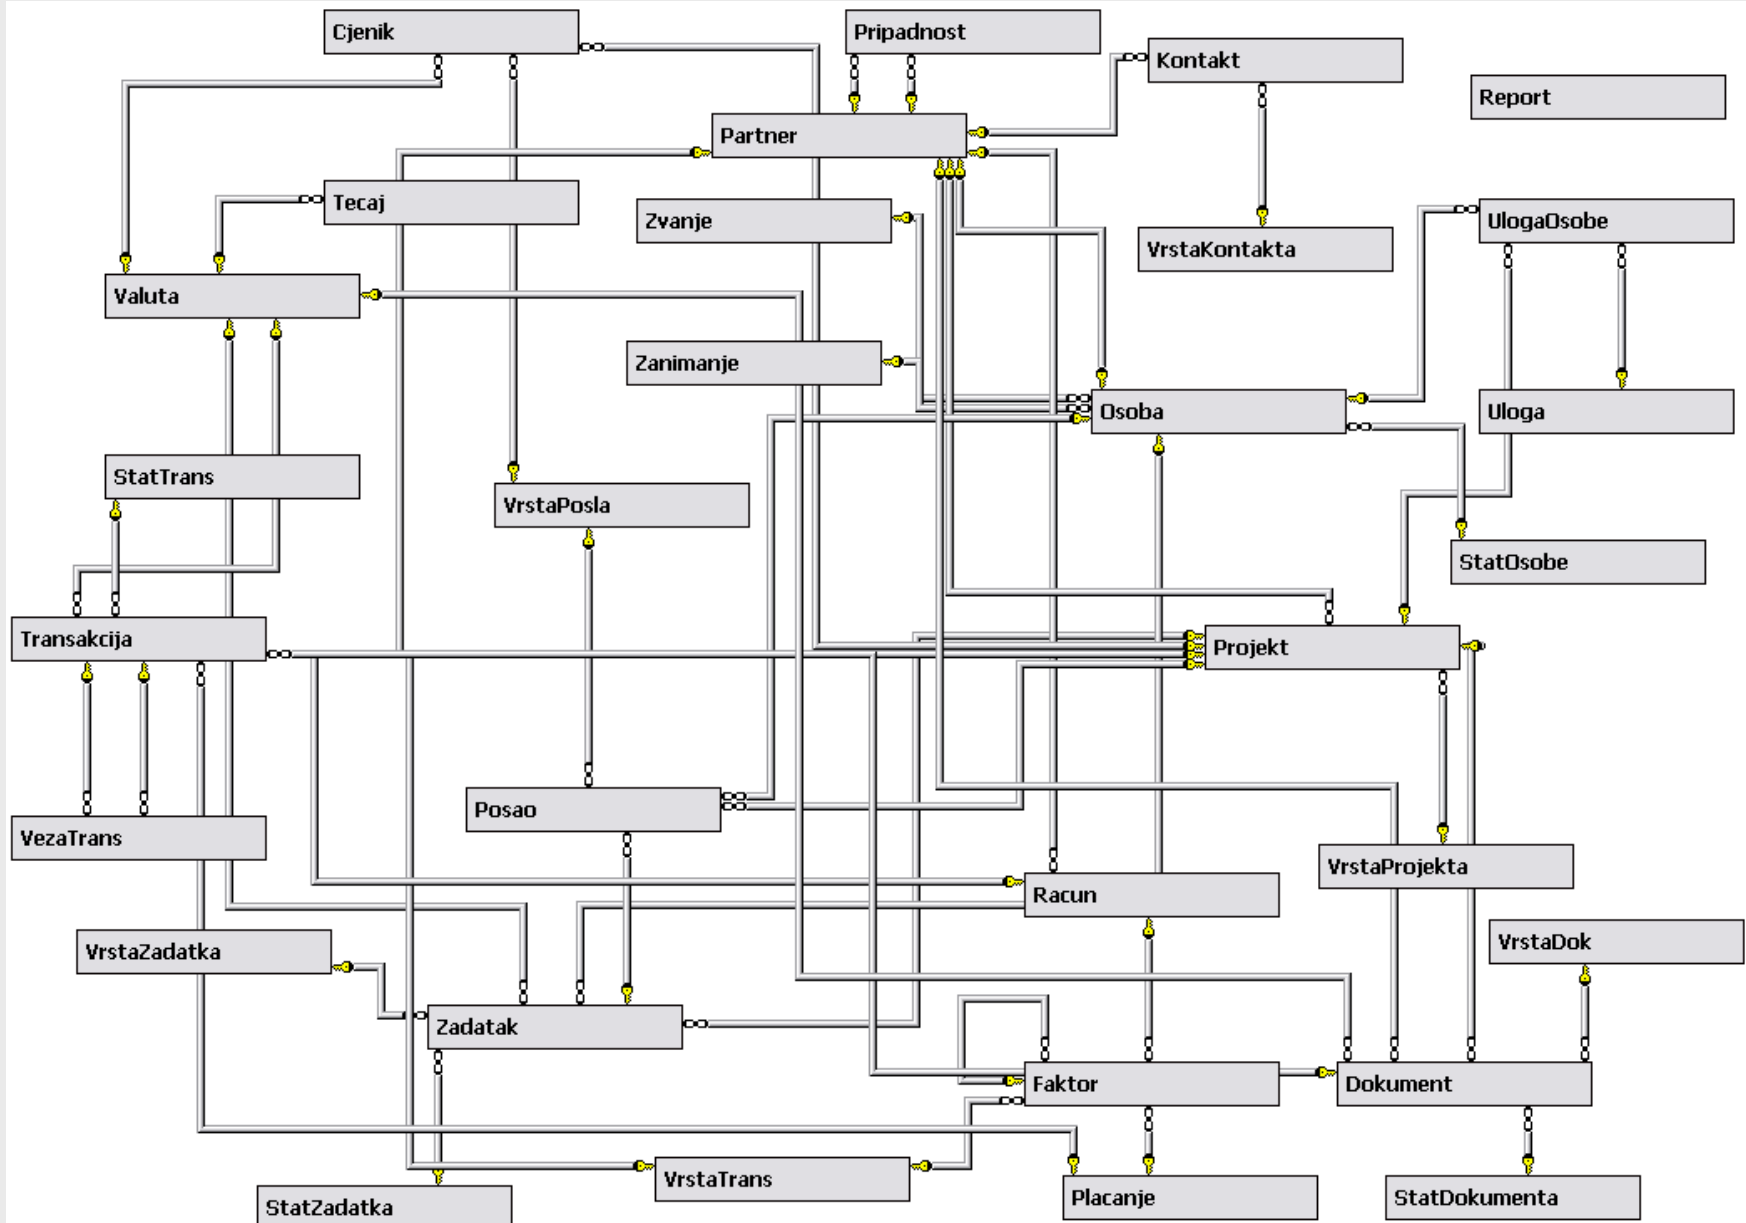 Cjenik
Pripadnost
Kontakt
Report
Partner
Tecaj
Zvanje
UlogaOsobe
VrstaKontakta
Valuta
Zanimanje
Osoba
Uloga
StatTrans
VrstaPosla
StatOsobe
Transakcija
Projekt
Posao
VezaTrans
VrstaProjekta
Racun
VrstaDok
VrstaZadatka
Zadatak
Faktor
Dokument
VrstaTrans
Placanje
StatDokumenta
StatZadatka